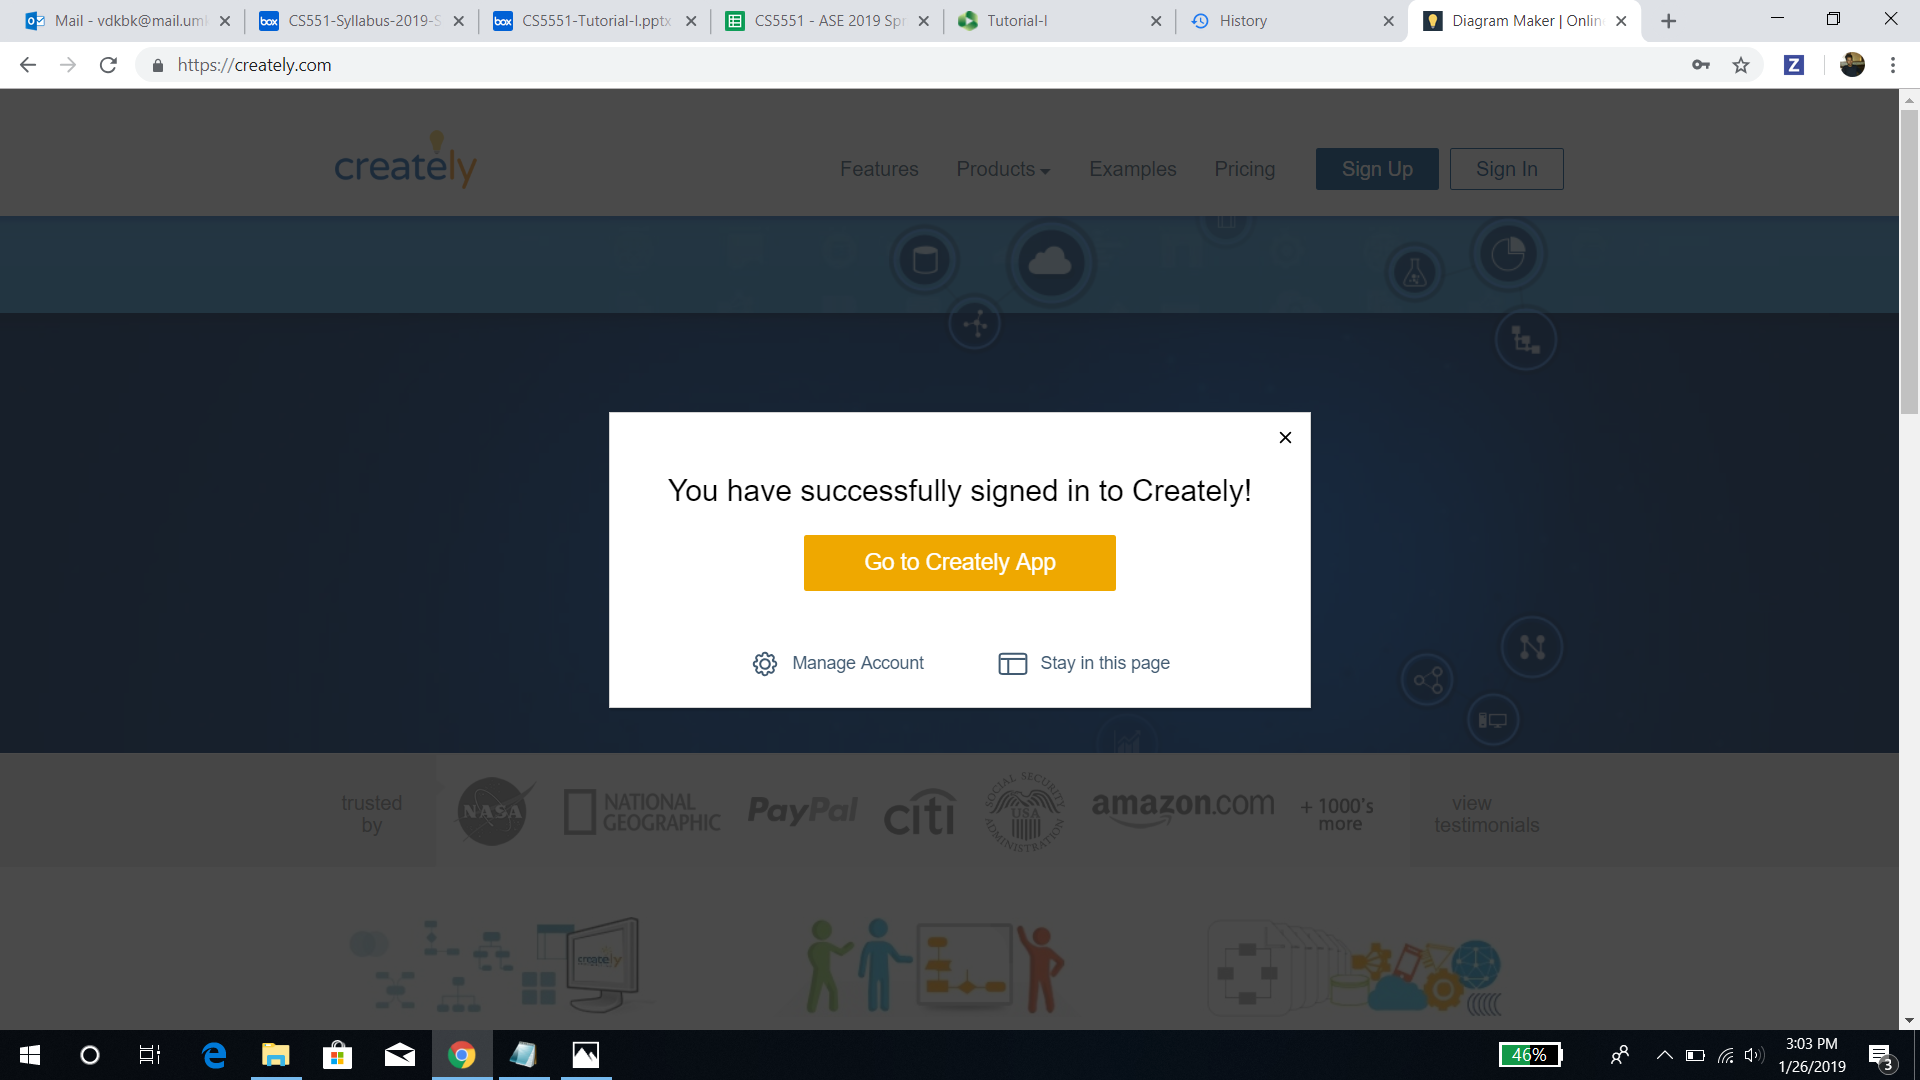 Mail - vdkbk@mail.um
CS551-Syllabus-2019-S
CS5551-Tutorial-I.pptx
CS5551 - ASE 2019 Spr
Tutorial-I
History
Diagram Maker | Onlin
https://creately.com
Z
creately
Features
Products
Examples
Pricing
Sign Up
Sign In
You have successfully signed in to Creately!
Go to Creately App
Manage Account
Stay in this page
trusted
by
NASA
NATIONAL
GEOGRAPHIC
PayPal
citi
SOCIAL SECURITY
USA
ADMINISTRATION
amazon.com
+ 1000's
more
view
testimonials
creately
46%
3:03 PM
1/26/2019
3